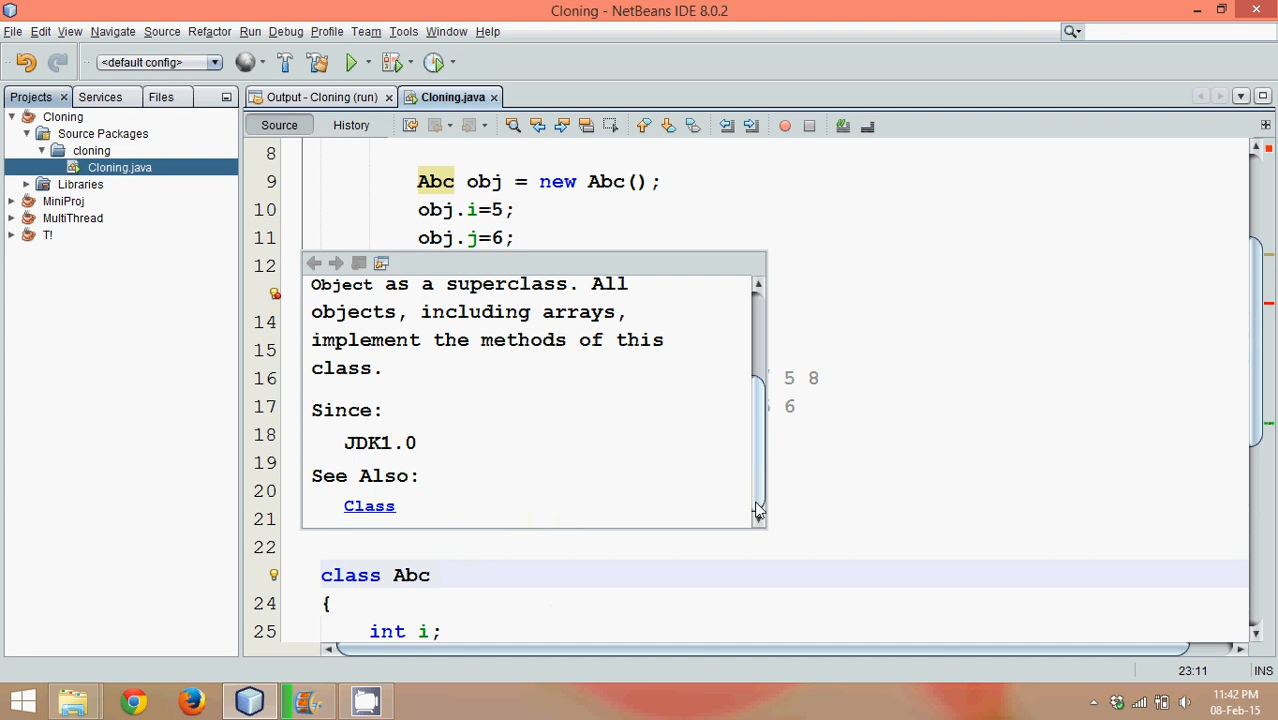 Cloning - NetBeans IDE 8.0.2
File Edit View Navigate Source Refactor Run Debug Profile Team Tools Window Help
<default config>
Projects Services Files
Output - Cloning (run) Cloning.java
Source History
Cloning
Source Packages
cloning
Cloning.java
Libraries
MiniProj
MultiThread
T!
8
9 Abc obj = new Abc();
10 obj.i=5;
11 obj.j=6;
12
Object as a superclass. All
objects, including arrays,
implement the methods of this
class.
Since:
JDK1.0
See Also:
Class
14
15
16 5 8
17 6
18
19
20
21
22
class Abc
24 {
25 int i;
23:11 INS
11:42 PM
08-Feb-15